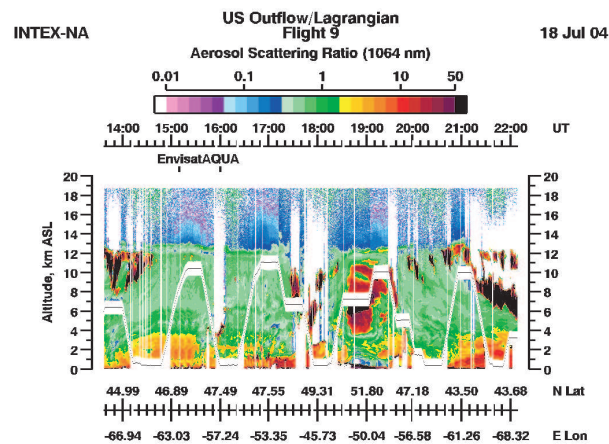 US Outflow/Lagrangian
INTEX-NA Flight 9 18 Jul 04
Aerosol Scattering Ratio (1064 nm)
0.01 0.1 1 10 50
14:00 15:00 16:00 17:00 18:00 19:00 20:00 21:00 22:00 UT
EnvisatAQUA
20 20
18 18
16 16
14 14
12 12
10 10
8 8
6 6
4 4
2 2
0 0
Altitude, km ASL
44.99 46.89 47.49 47.55 49.31 51.80 47.18 43.50 43.68 N Lat
-66.94 -63.03 -57.24 -53.35 -45.73 -50.04 -56.58 -61.26 -68.32 E Lon